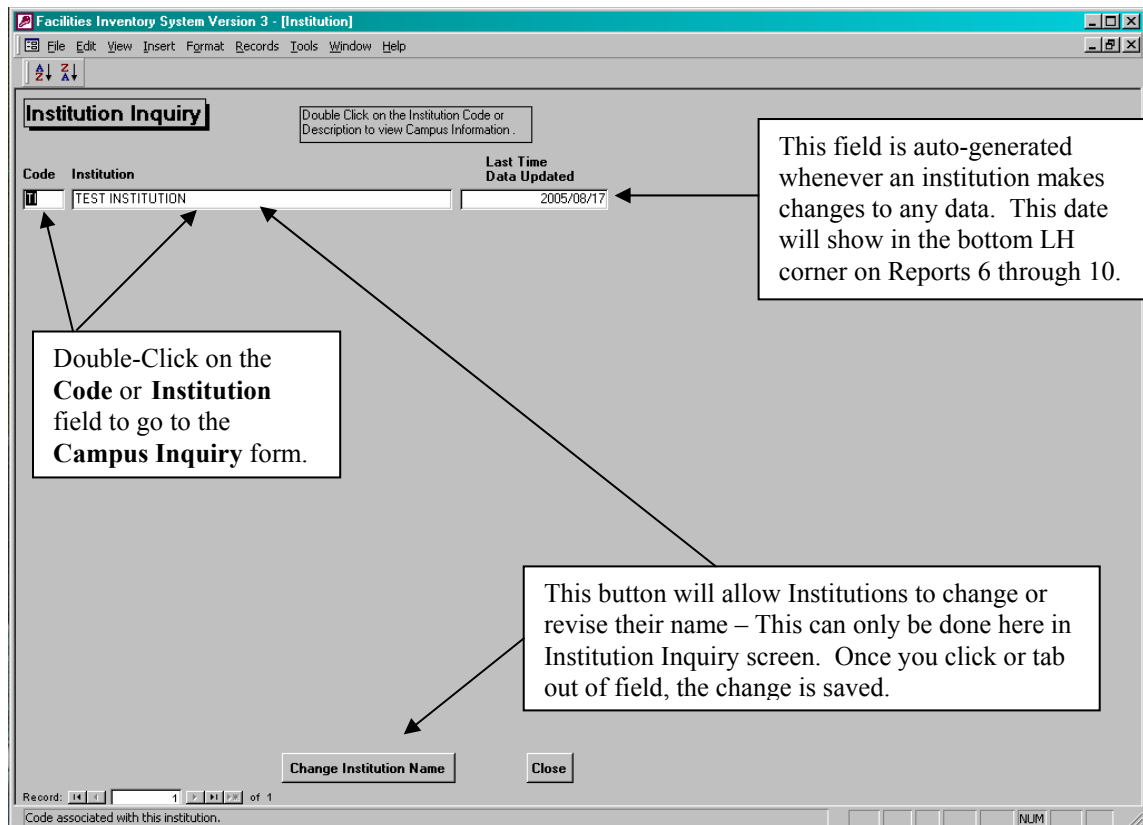 Facilities Inventory System Version 3 - [Institution]
File Edit View Insert Format Records Tools Window Help
Institution Inquiry
Double Click on the Institution Code or
Description to view Campus Information .
Code Institution
Last Time
Data Updated
TEST INSTITUTION 2005/08/17
This field is auto-generated
whenever an institution makes
changes to any data. This date
will show in the bottom LH
corner on Reports 6 through 10.
Double-Click on the
Code or Institution
field to go to the
Campus Inquiry form.
This button will allow Institutions to change or
revise their name – This can only be done here in
Institution Inquiry screen. Once you click or tab
out of field, the change is saved.
Change Institution Name Close
Record: 1 of 1
Code associated with this institution. NUM